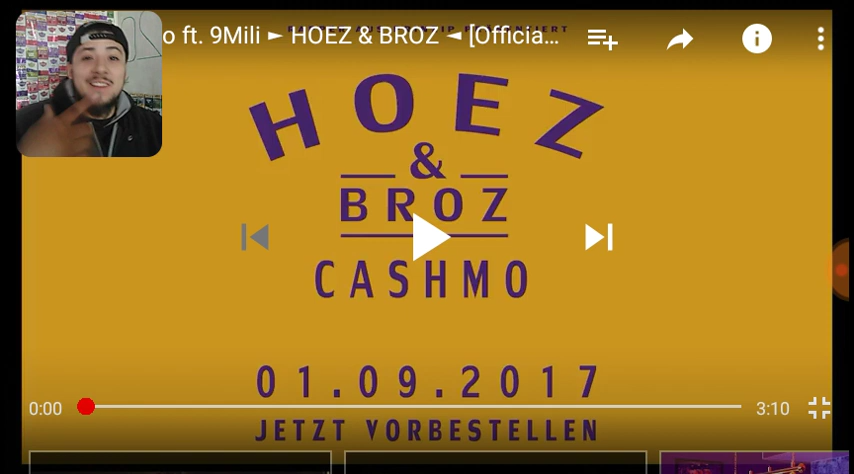 o ft. 9Mili ► HOEZ & BROZ ◄ [Officia...
HOEZ
&
BROZ
CASHMO
01.09.2017
0:00
3:10
JETZT VORBESTELLEN